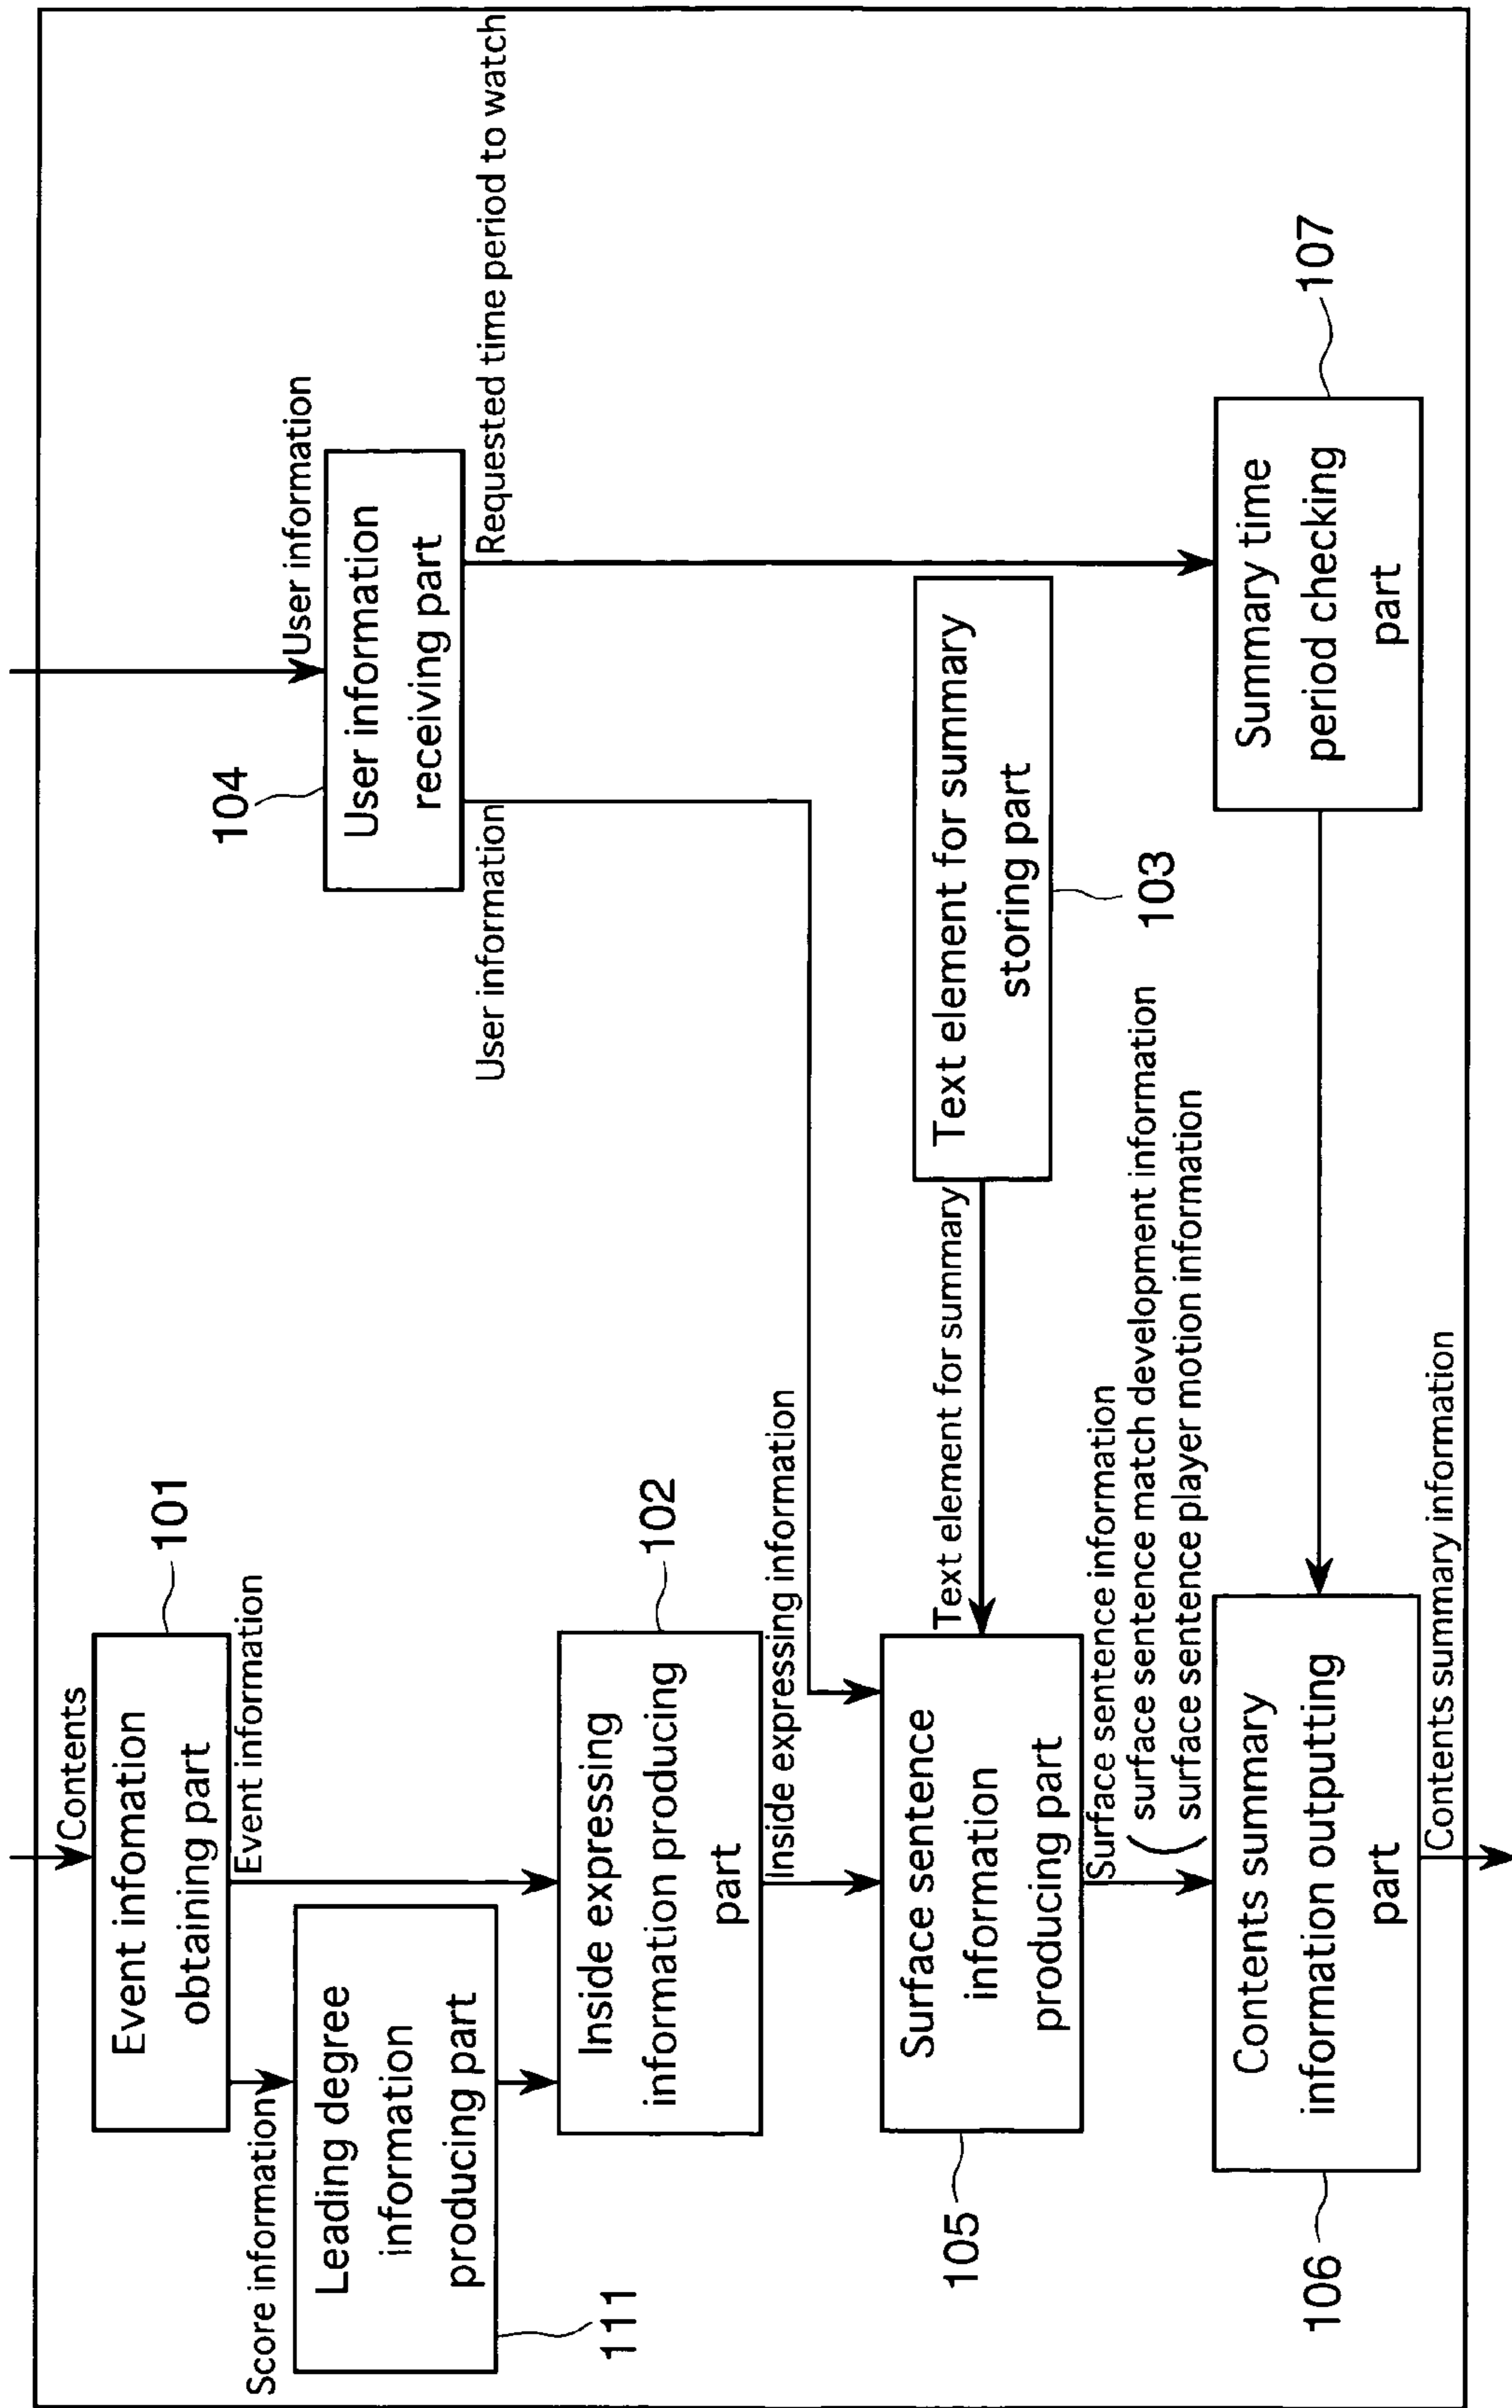 Contents
101
Event infomation
obtaining part
Event information
Score information
Leading degree
information
producing part
111
User information
104
User information
receiving part
User information
Requested time period to watch
102
Inside expressing
information producing
part
Inside expressing information
Text element for summary
storing part
103
Text element for summary
Surface sentence
information
producing part
105
Surface sentence information
surface sentence match development information
surface sentence player motion information
Summary time
period checking
part
107
Contents summary
information outputting
part
106
Contents summary information